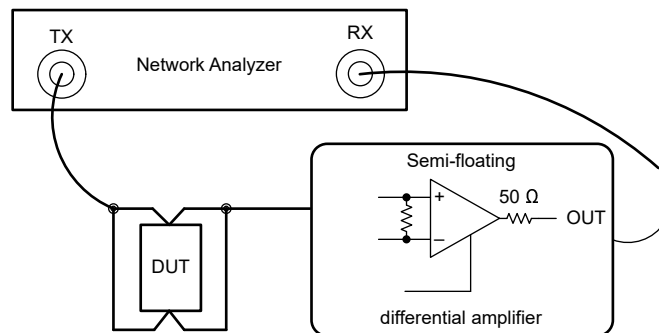 TX
RX
Network Analyzer
Semi-floating
+
50 Ω
OUT
−
DUT
differential amplifier